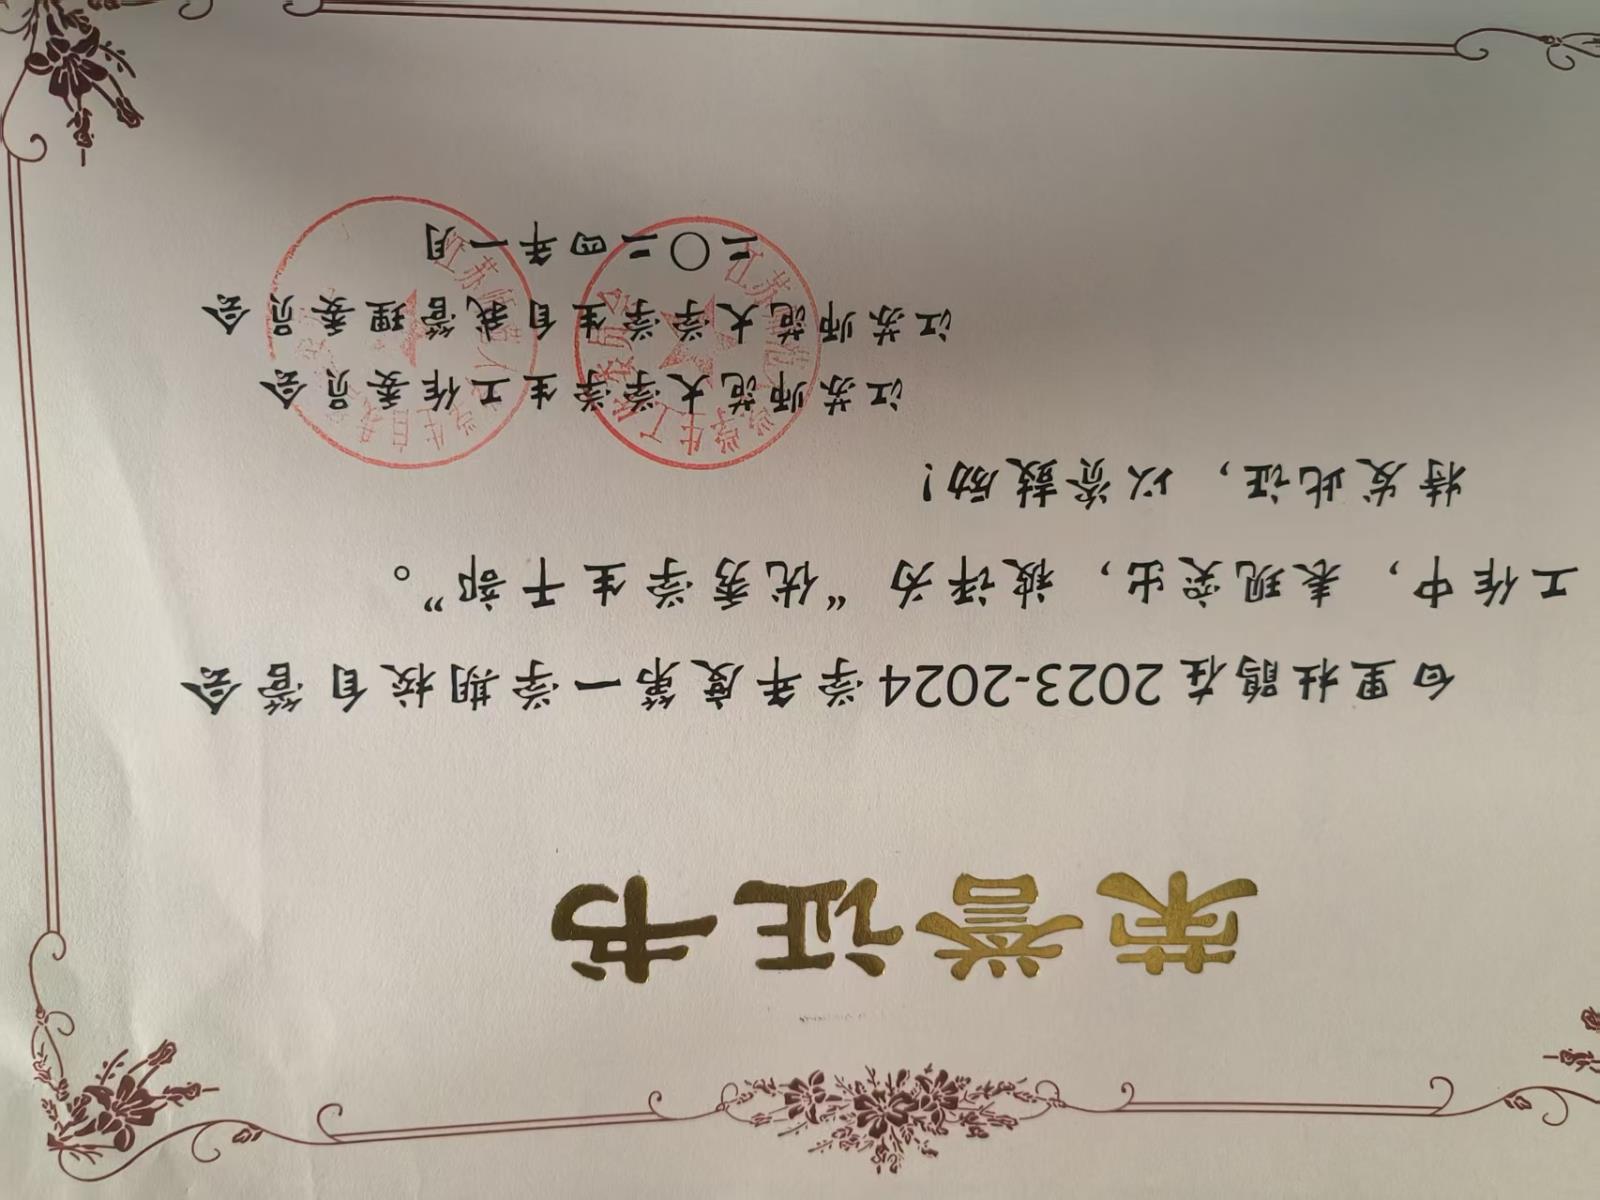 荣誉证书
白里杜鹃在2023-2024学年度第一学期校自管会
工作中，表现突出，被评为“优秀学生干部”。
特发此证，以资鼓励！
江苏师范大学学生工作委员会
江苏师范大学学生自我管理委员会
二〇二四年一月